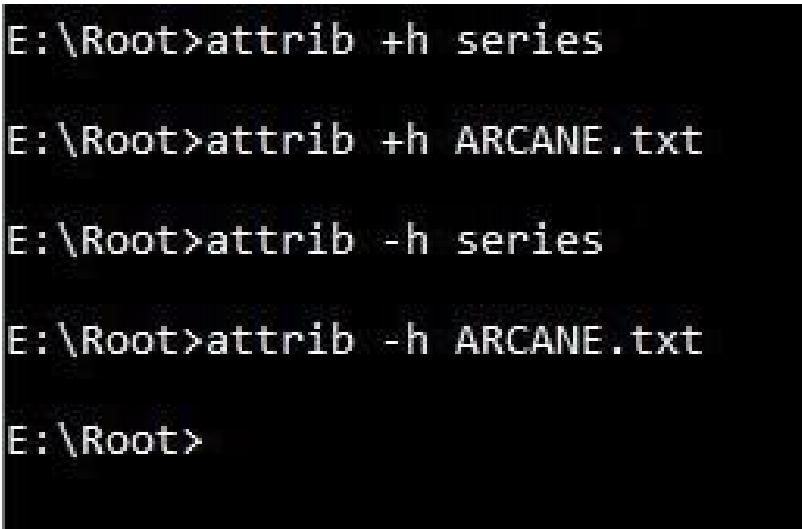 E:\Root>attrib +h series
E:\Root>attrib +h ARCANE.txt
E:\Root>attrib -h series
E:\Root>attrib -h ARCANE.txt
E:\Root>